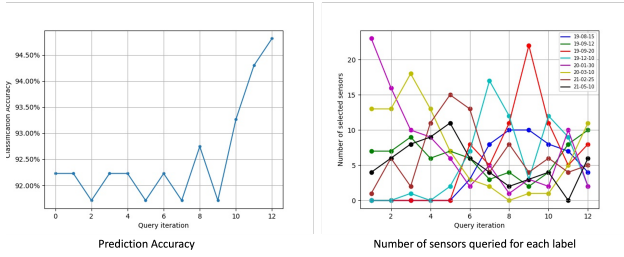 94.50%
94.00%
93.50%
93.00%
92.50%
92.00%
Classification Accuracy
0 2 4 6 8 10 12
Query iteration
Prediction Accuracy
20
15
10
5
0
Number of selected sensors
19-08-15
19-09-12
19-09-20
19-12-10
20-01-30
20-03-10
21-02-25
21-05-10
2 4 6 8 10 12
Query iteration
Number of sensors queried for each label